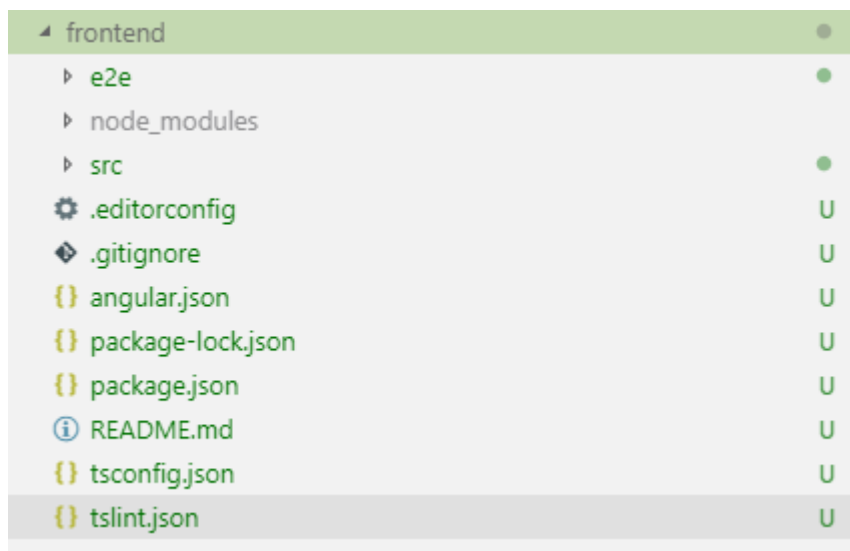 frontend
e2e
node_modules
src
.editorconfig U
.gitignore U
{} angular.json U
{} package-lock.json U
{} package.json U
README.md U
{} tsconfig.json U
{} tslint.json U